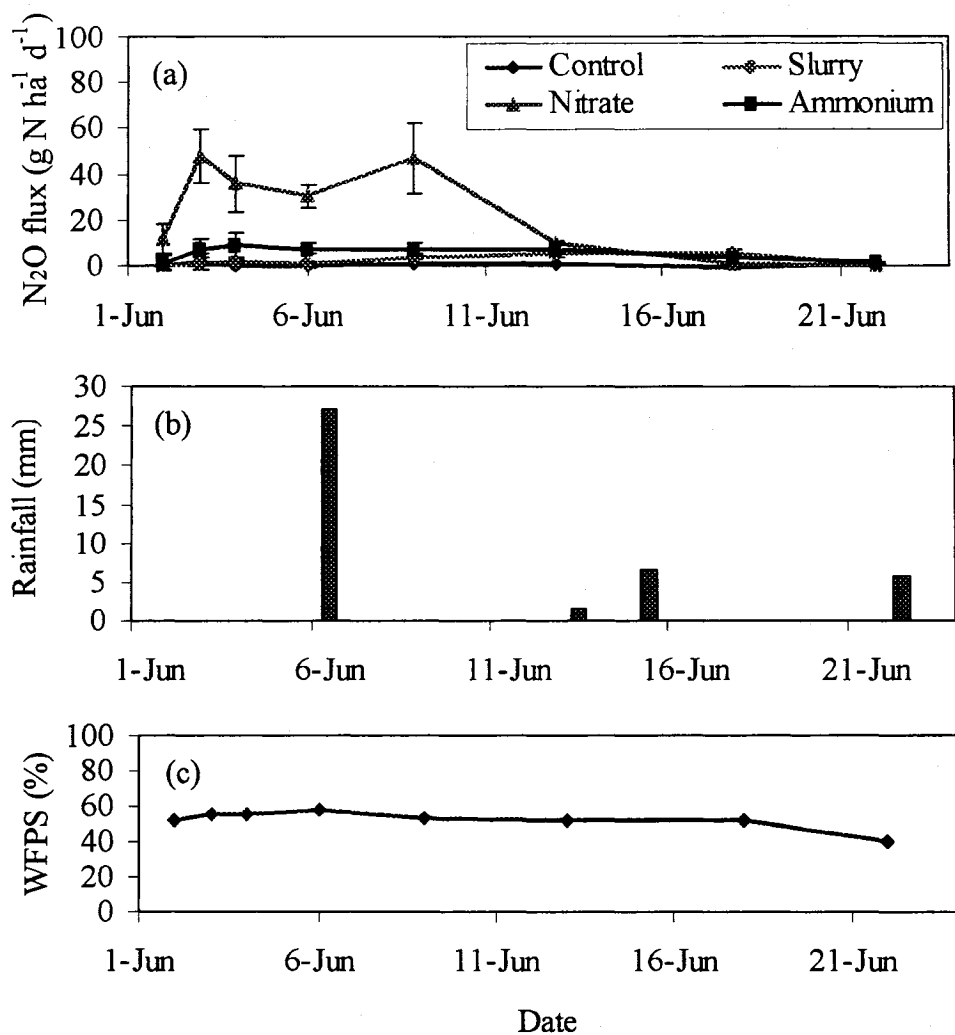 (a)
Control
Slurry
Nitrate
Ammonium
N₂O flux (g N ha⁻¹ d⁻¹)
100
80
60
40
20
0
1-Jun
6-Jun
11-Jun
16-Jun
21-Jun
(b)
Rainfall (mm)
30
25
20
15
10
5
0
1-Jun
6-Jun
11-Jun
16-Jun
21-Jun
(c)
WFPS (%)
100
80
60
40
20
0
1-Jun
6-Jun
11-Jun
16-Jun
21-Jun
Date